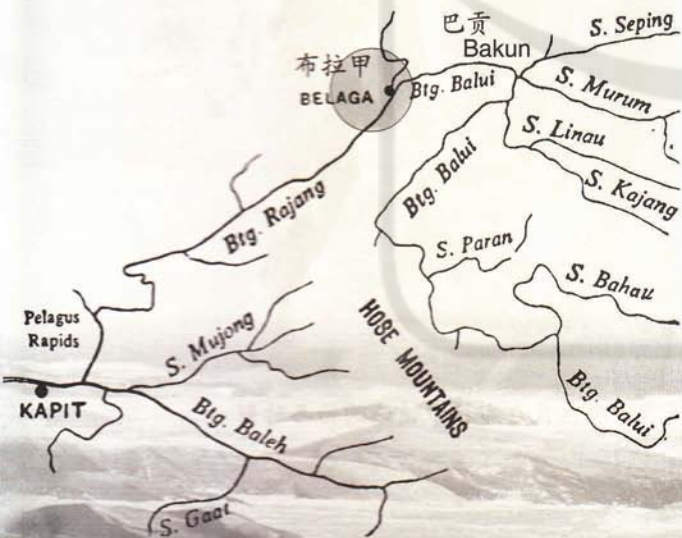 巴贡
Bakun
S. Seping
布拉甲
BELAGA
Btg. Balui
S. Murum
S. Linau
S. Kajang
Btg. Balui
Btg. Rajang
S. Paran
S. Bahau
Pelagus
Rapids
S. Mujong
HOSE MOUNTAINS
KAPIT
Btg. Baleh
Btg. Balui
S. Gaat